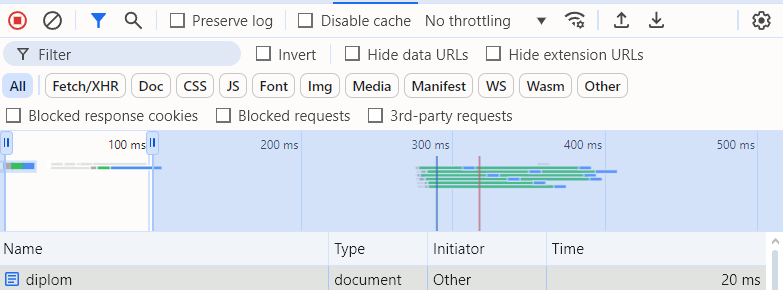 Preserve log Disable cache No throttling
Filter Invert Hide data URLs Hide extension URLs
All Fetch/XHR Doc CSS JS Font Img Media Manifest WS Wasm Other
Blocked response cookies Blocked requests 3rd-party requests
100 ms 200 ms 300 ms 400 ms 500 ms
Name Type Initiator Time
diplom document Other 20 ms